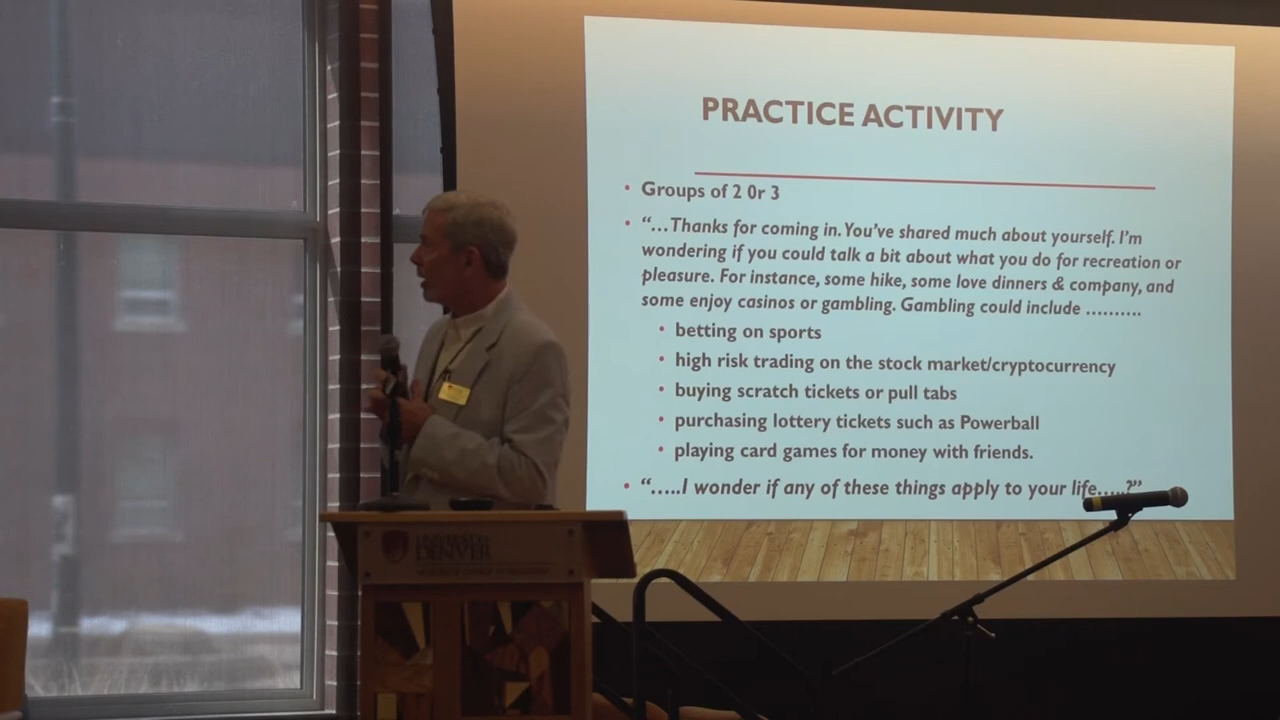 PRACTICE ACTIVITY
• Groups of 2 0r 3
• “…Thanks for coming in. You’ve shared much about yourself. I’m
wondering if you could talk a bit about what you do for recreation or
pleasure. For instance, some hike, some love dinners & company, and
some enjoy casinos or gambling. Gambling could include ……….
• betting on sports
• high risk trading on the stock market/cryptocurrency
• buying scratch tickets or pull tabs
• purchasing lottery tickets such as Powerball
• playing card games for money with friends.
• “…..I wonder if any of these things apply to your life…..?”
DENVER